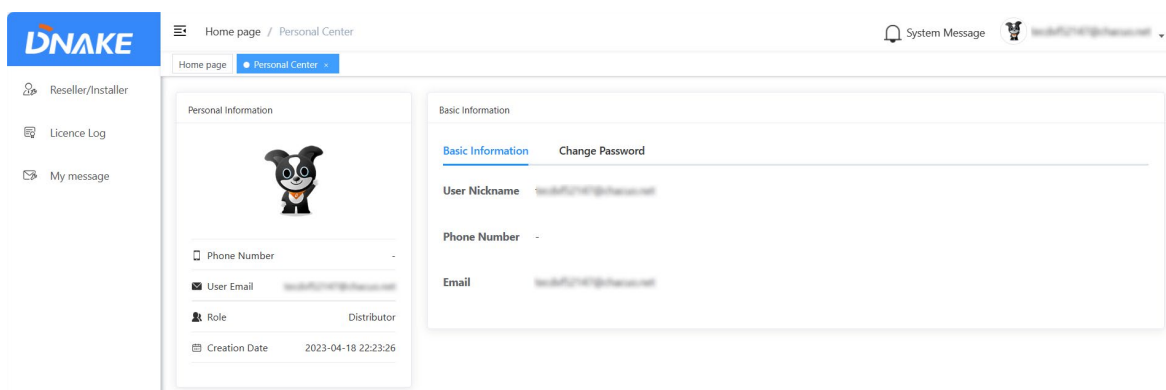 DNAKE
Home page / Personal Center
System Message
Home page
Personal Center ×
Reseller/Installer
Licence Log
My message
Personal Information
Phone Number -
User Email
Role Distributor
Creation Date 2023-04-18 22:23:26
Basic Information
Basic Information Change Password
User Nickname
Phone Number -
Email